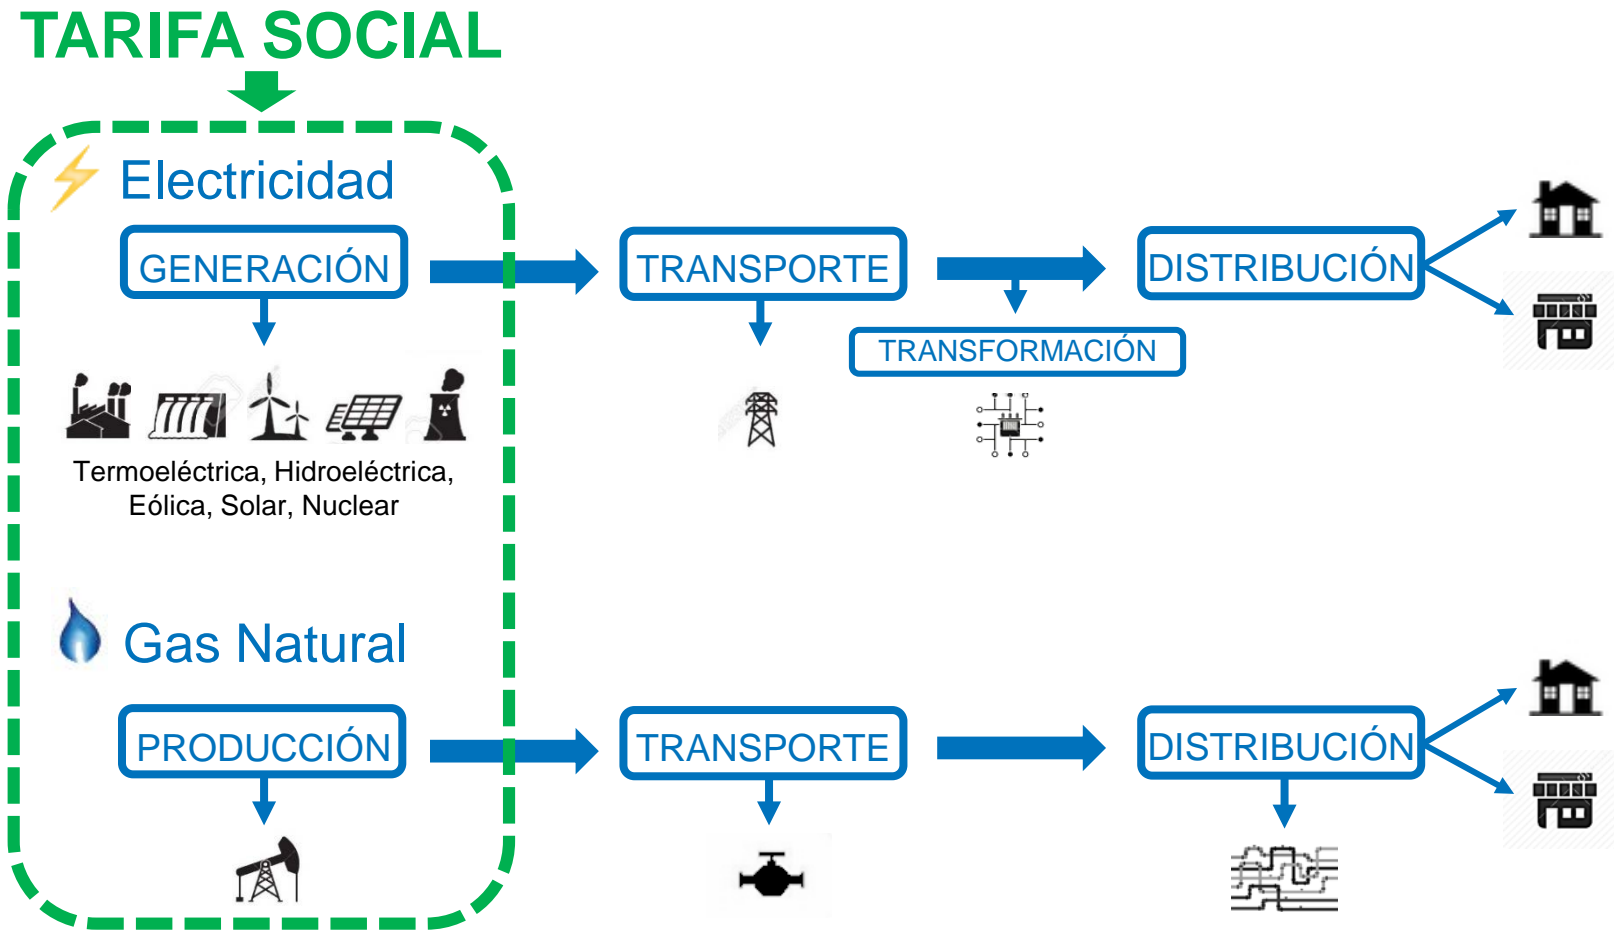 TARIFA SOCIAL
Electricidad
GENERACIÓN
TRANSPORTE
DISTRIBUCIÓN
TRANSFORMACIÓN
Termoeléctrica, Hidroeléctrica,
Eólica, Solar, Nuclear
Gas Natural
PRODUCCIÓN
TRANSPORTE
DISTRIBUCIÓN